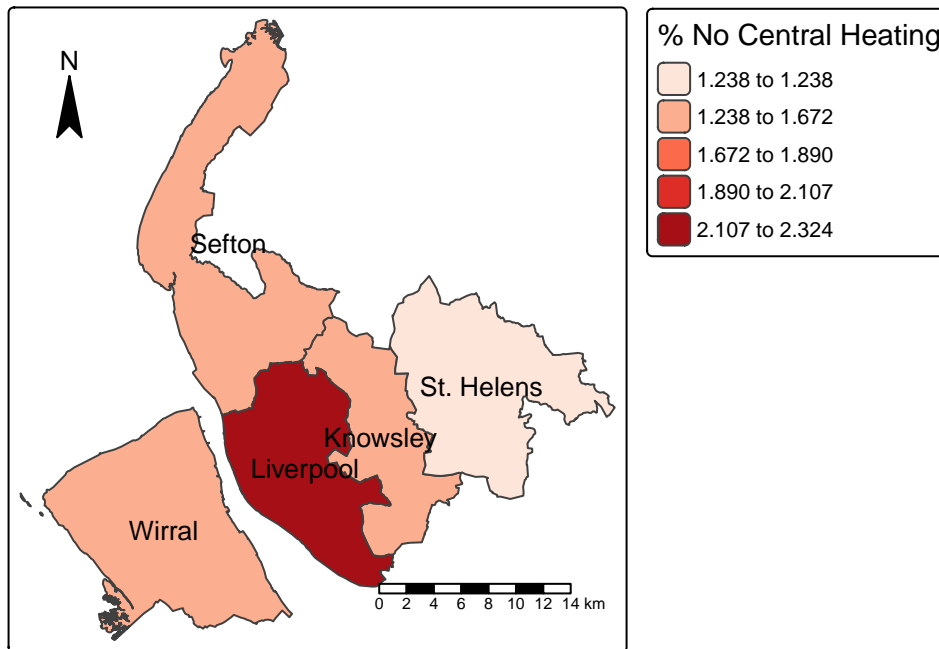 N
Sefton
St. Helens
Knowsley
Liverpool
Wirral
0 2 4 6 8 10 12 14 km
% No Central Heating
1.238 to 1.238
1.238 to 1.672
1.672 to 1.890
1.890 to 2.107
2.107 to 2.324